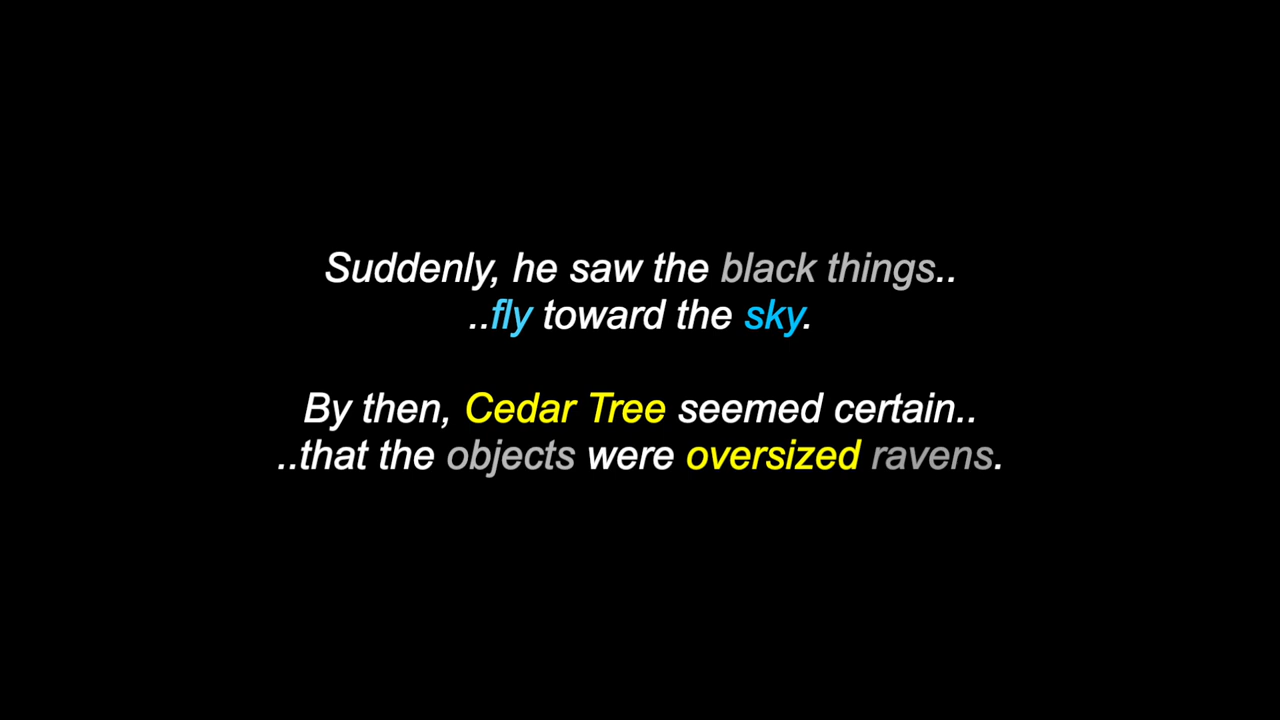 Suddenly, he saw the black things..
..fly toward the sky.
By then, Cedar Tree seemed certain..
..that the objects were oversized ravens.